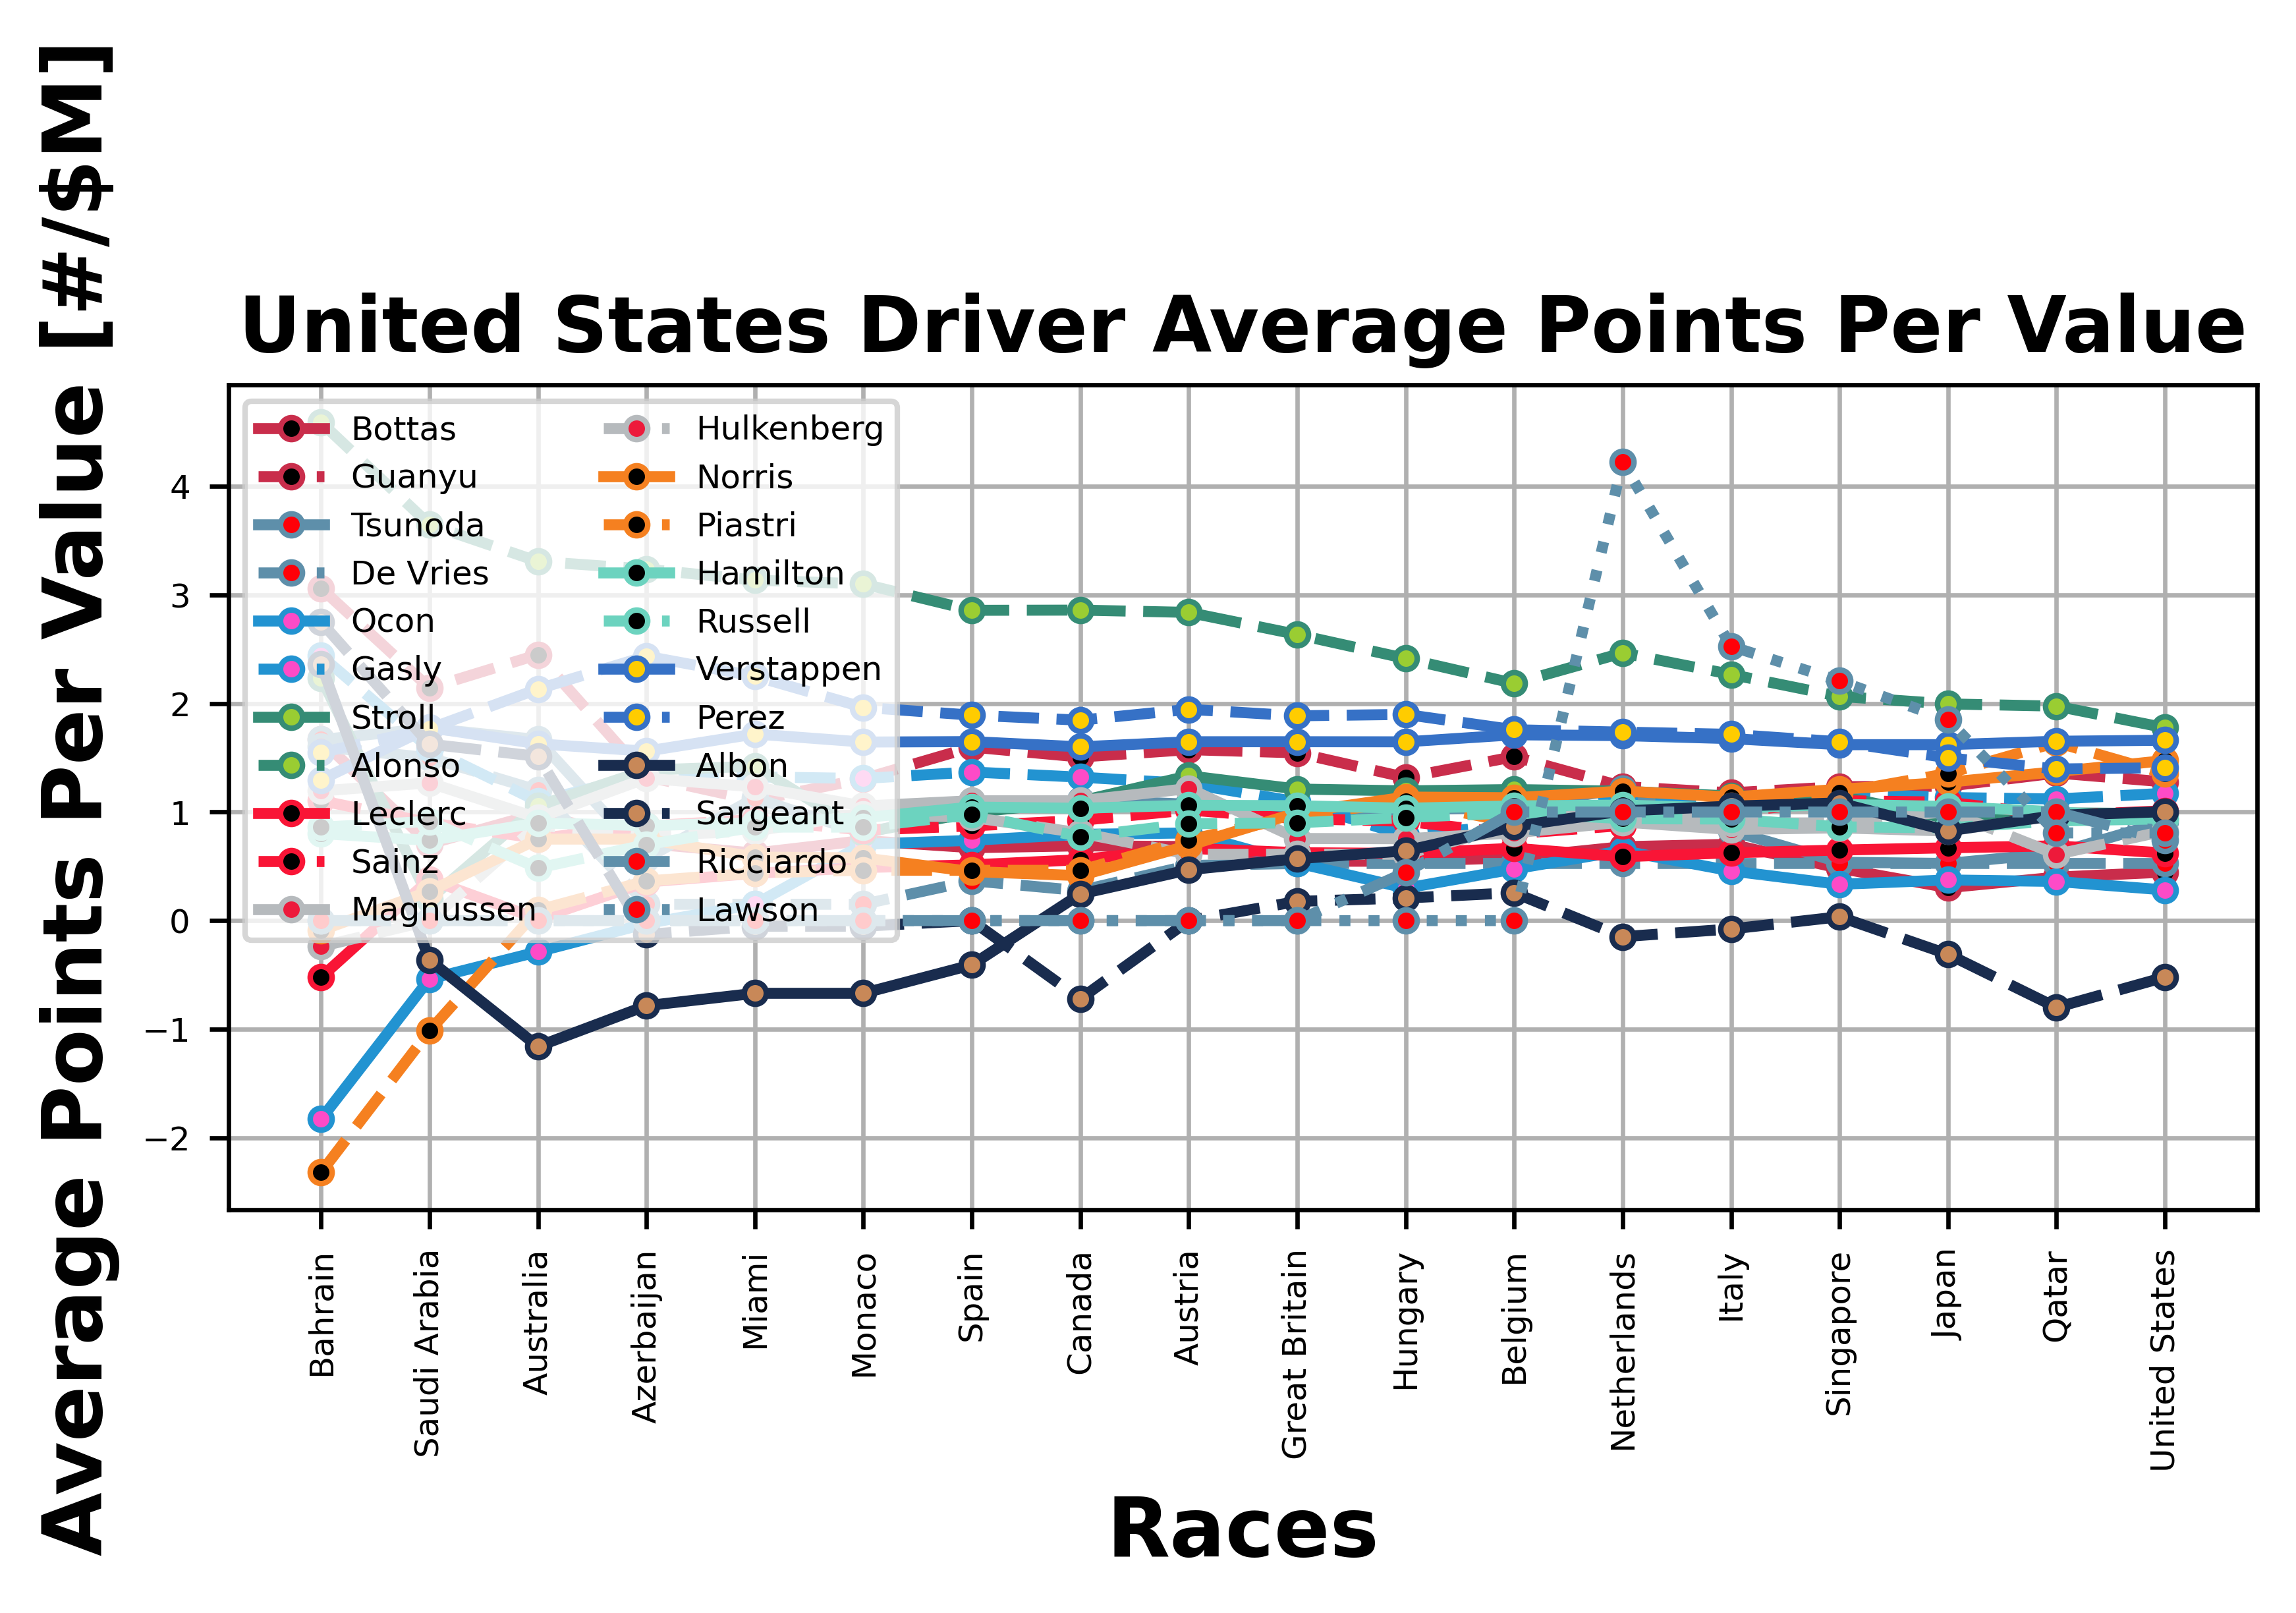 United States Driver Average Points Per Value
Average Points Per Value [#/$M]
4
3
2
1
0
−1
−2
Bottas
Guanyu
Tsunoda
De Vries
Ocon
Gasly
Stroll
Alonso
Leclerc
Sainz
Magnussen
Hulkenberg
Norris
Piastri
Hamilton
Russell
Verstappen
Perez
Albon
Sargeant
Ricciardo
Lawson
Bahrain
Saudi Arabia
Australia
Azerbaijan
Miami
Monaco
Spain
Canada
Austria
Great Britain
Hungary
Belgium
Netherlands
Italy
Singapore
Japan
Qatar
United States
Races